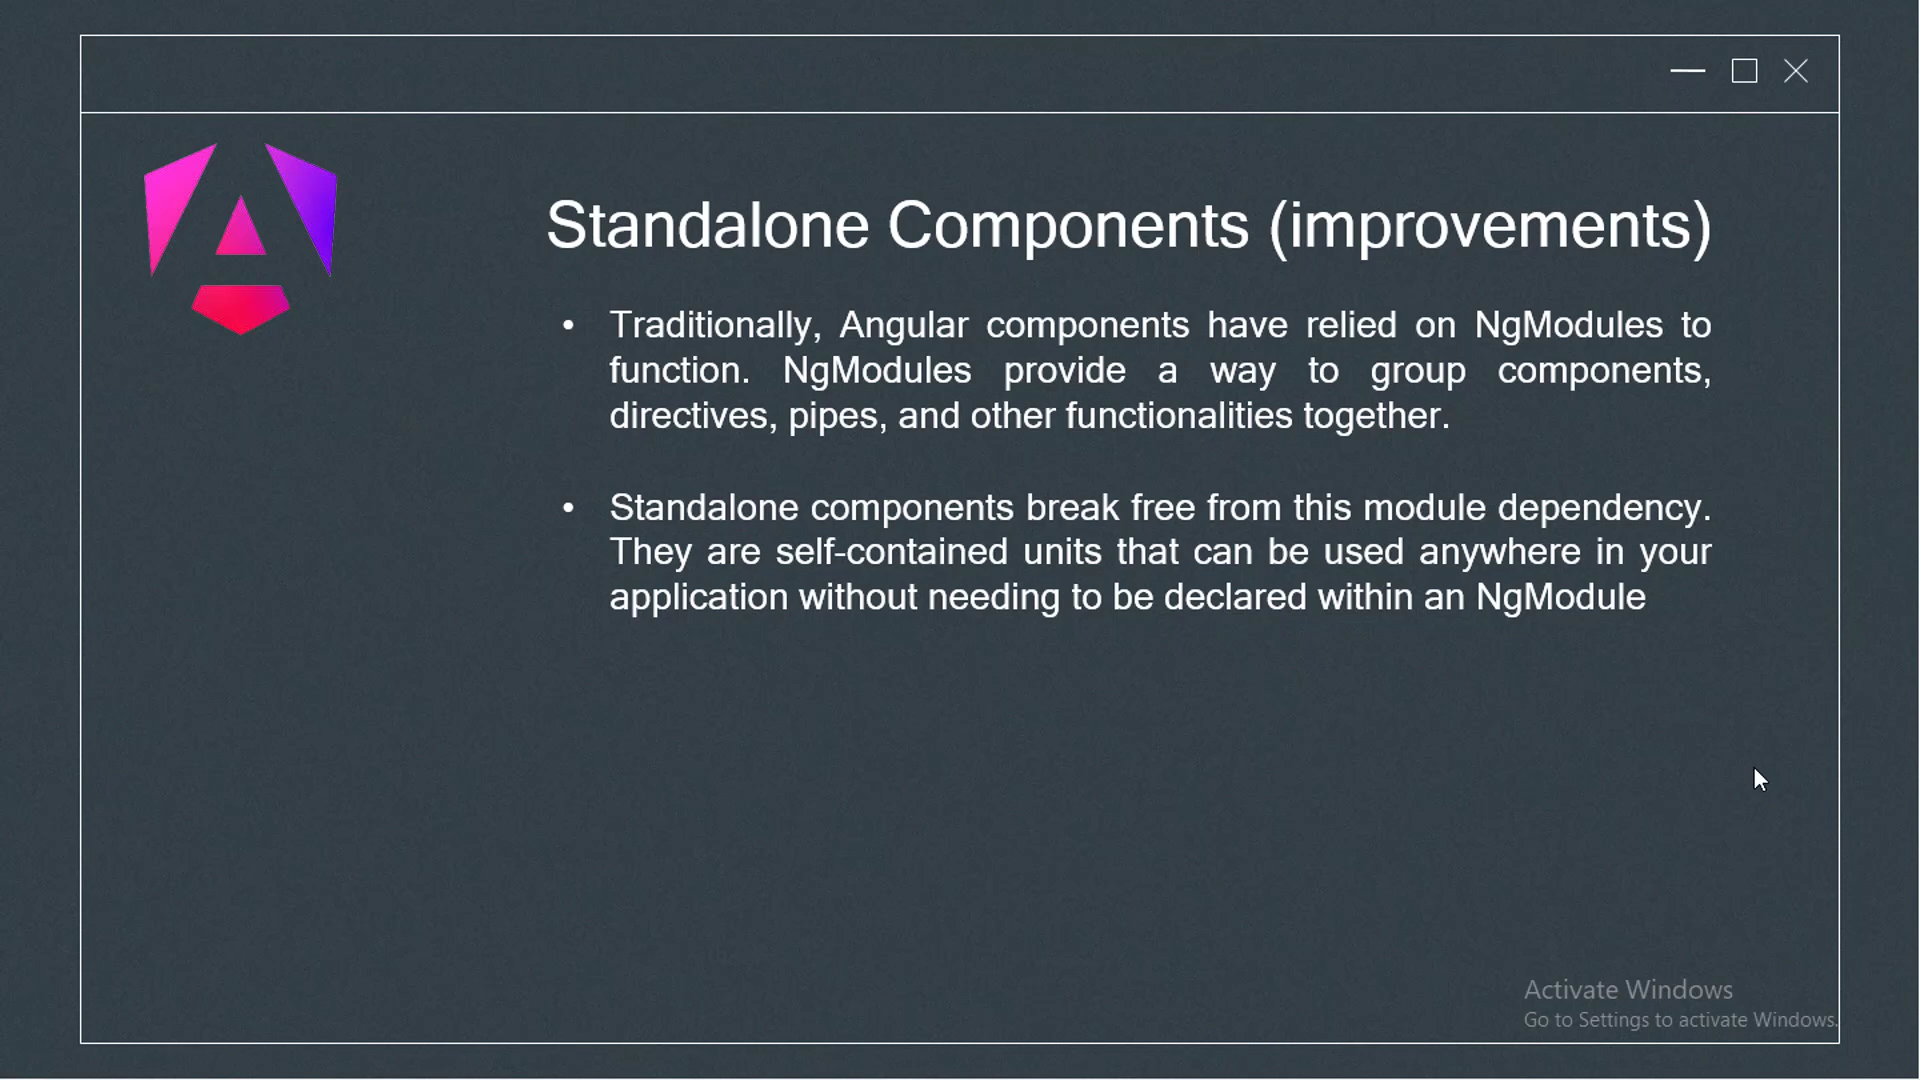 Standalone Components (improvements)
• Traditionally, Angular components have relied on NgModules to
function. NgModules provide a way to group components,
directives, pipes, and other functionalities together.
• Standalone components break free from this module dependency.
They are self-contained units that can be used anywhere in your
application without needing to be declared within an NgModule
Activate Windows
Go to Settings to activate Windows.